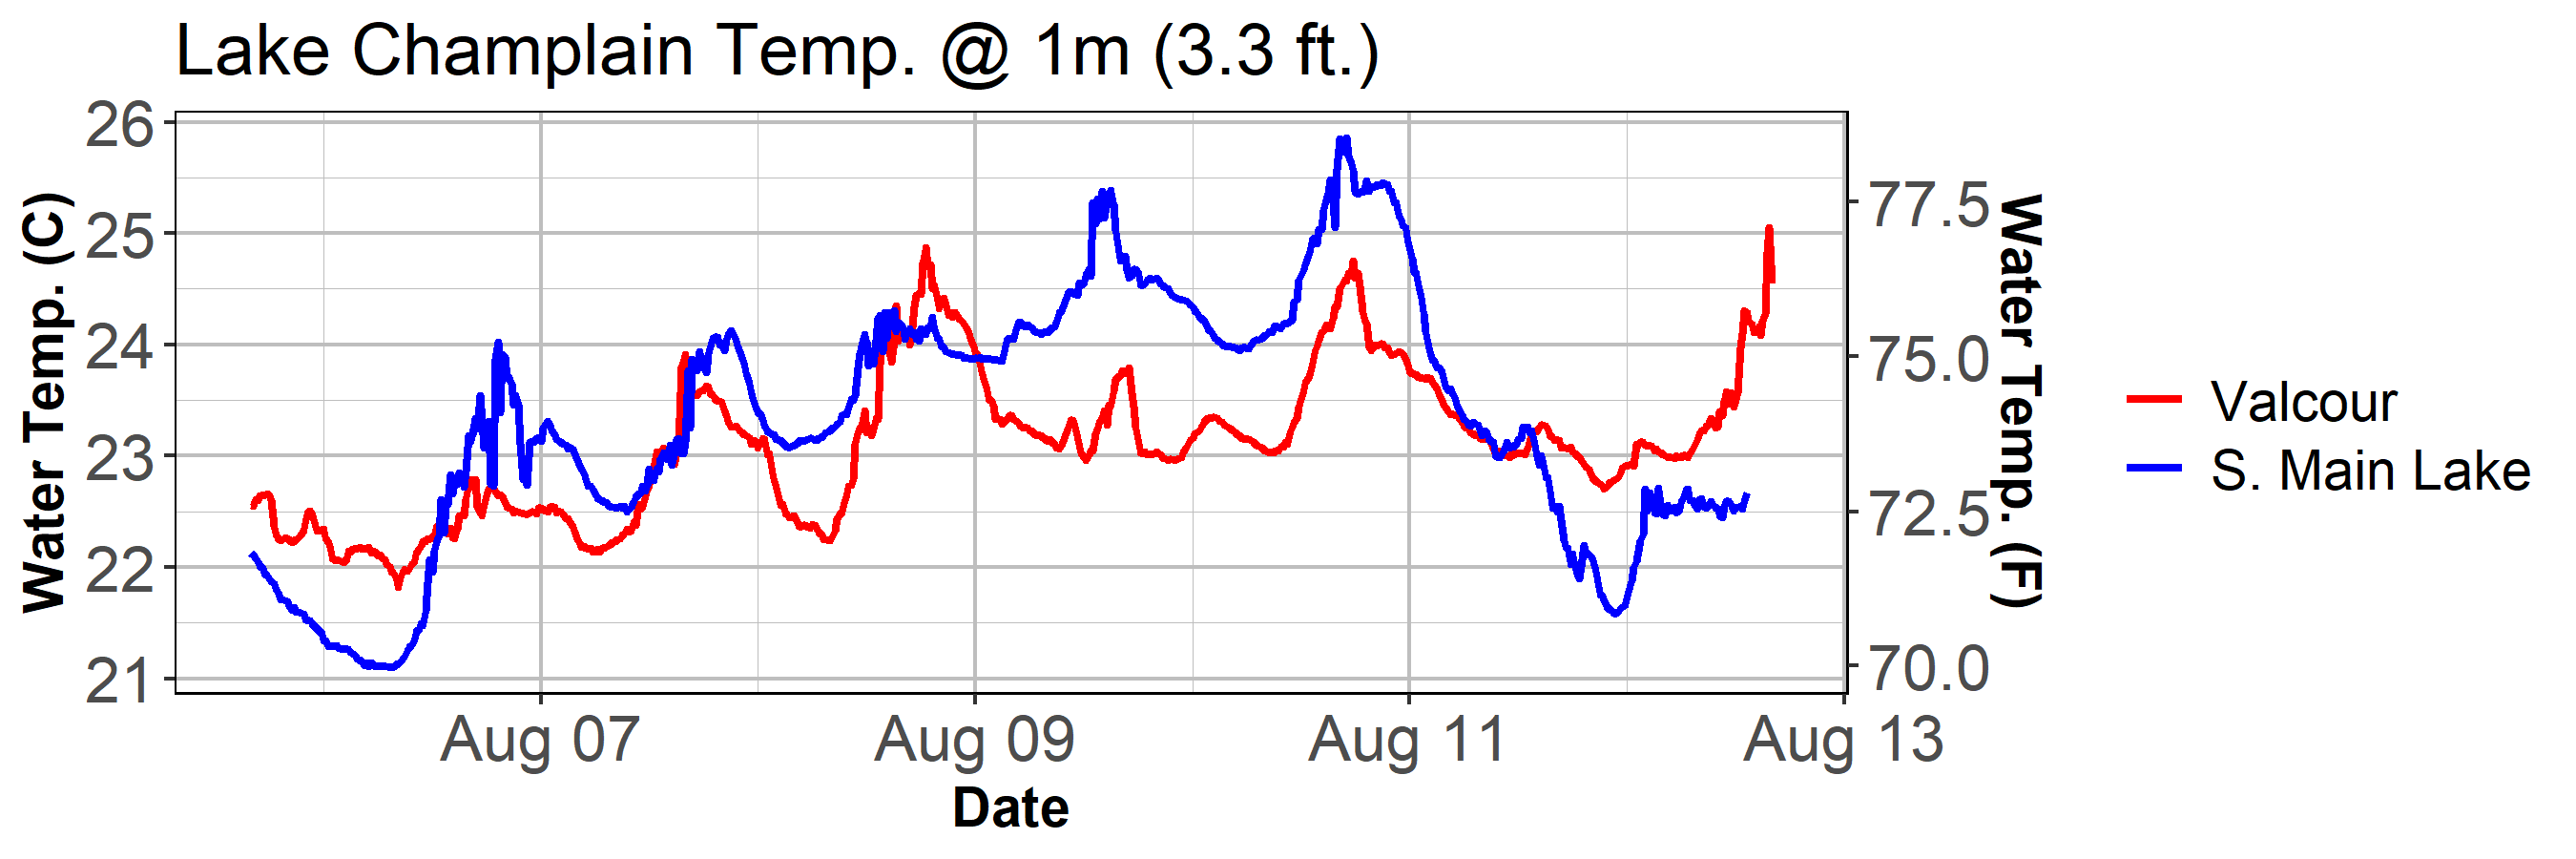 Lake Champlain Temp. @ 1m (3.3 ft.)
Water Temp. (C)
26
25
24
23
22
21
77.5
75.0
72.5
70.0
Water Temp. (F)
Aug 07
Aug 09
Aug 11
Aug 13
Date
Valcour
S. Main Lake